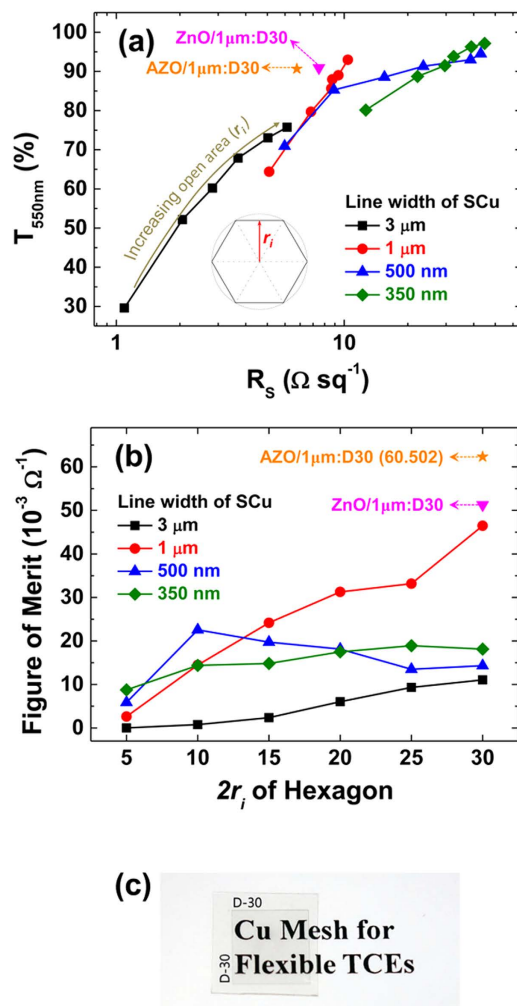 (a)
ZnO/1μm:D30
AZO/1μm:D30
100
90
80
70
60
50
40
30
T550nm (%)
Increasing open area (ri)
ri
Line width of SCu
3 μm
1 μm
500 nm
350 nm
1
10
RS (Ω sq-1)
(b)
AZO/1μm:D30 (60.502)
ZnO/1μm:D30
Line width of SCu
3 μm
1 μm
500 nm
350 nm
60
50
40
30
20
10
0
Figure of Merit (10-3 Ω-1)
5
10
15
20
25
30
2ri of Hexagon
(c)
D-30
D-30
Cu Mesh for
Flexible TCEs